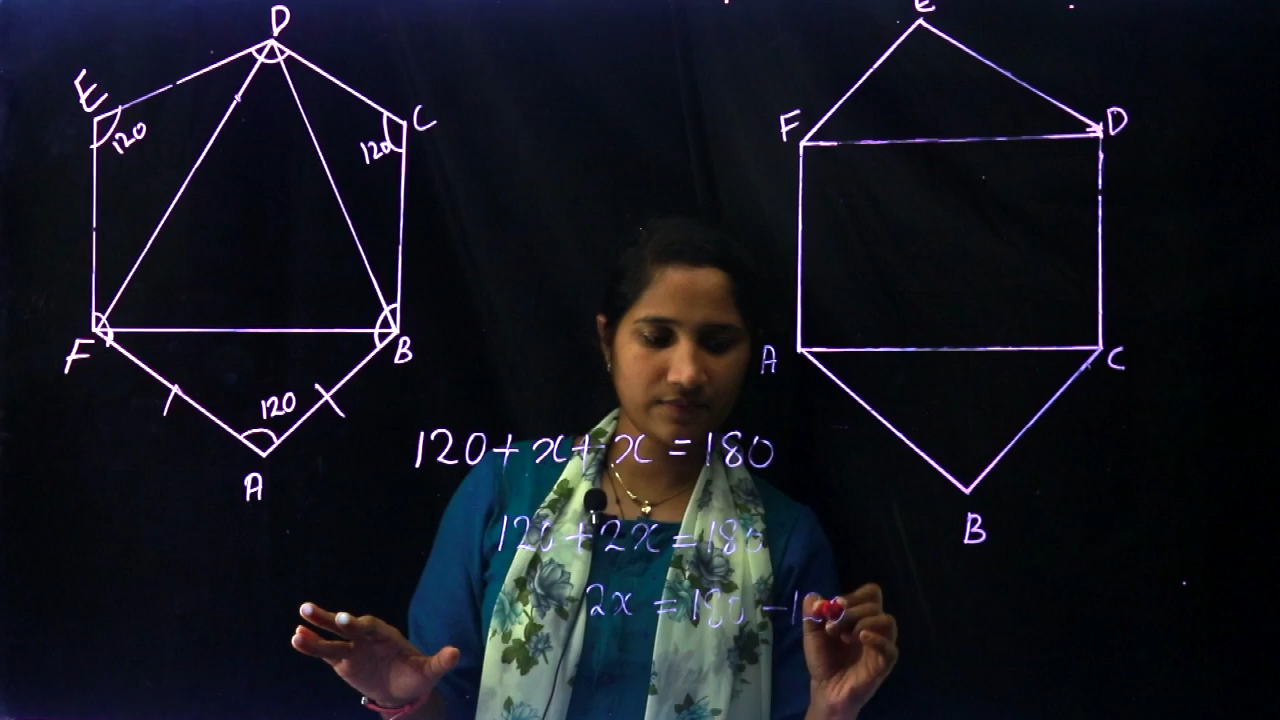 D
E
120
C
120
F
B
120
A
E
F
D
A
C
B
120 + x + x = 180
120 + 2x = 180
2x = 180 - 120